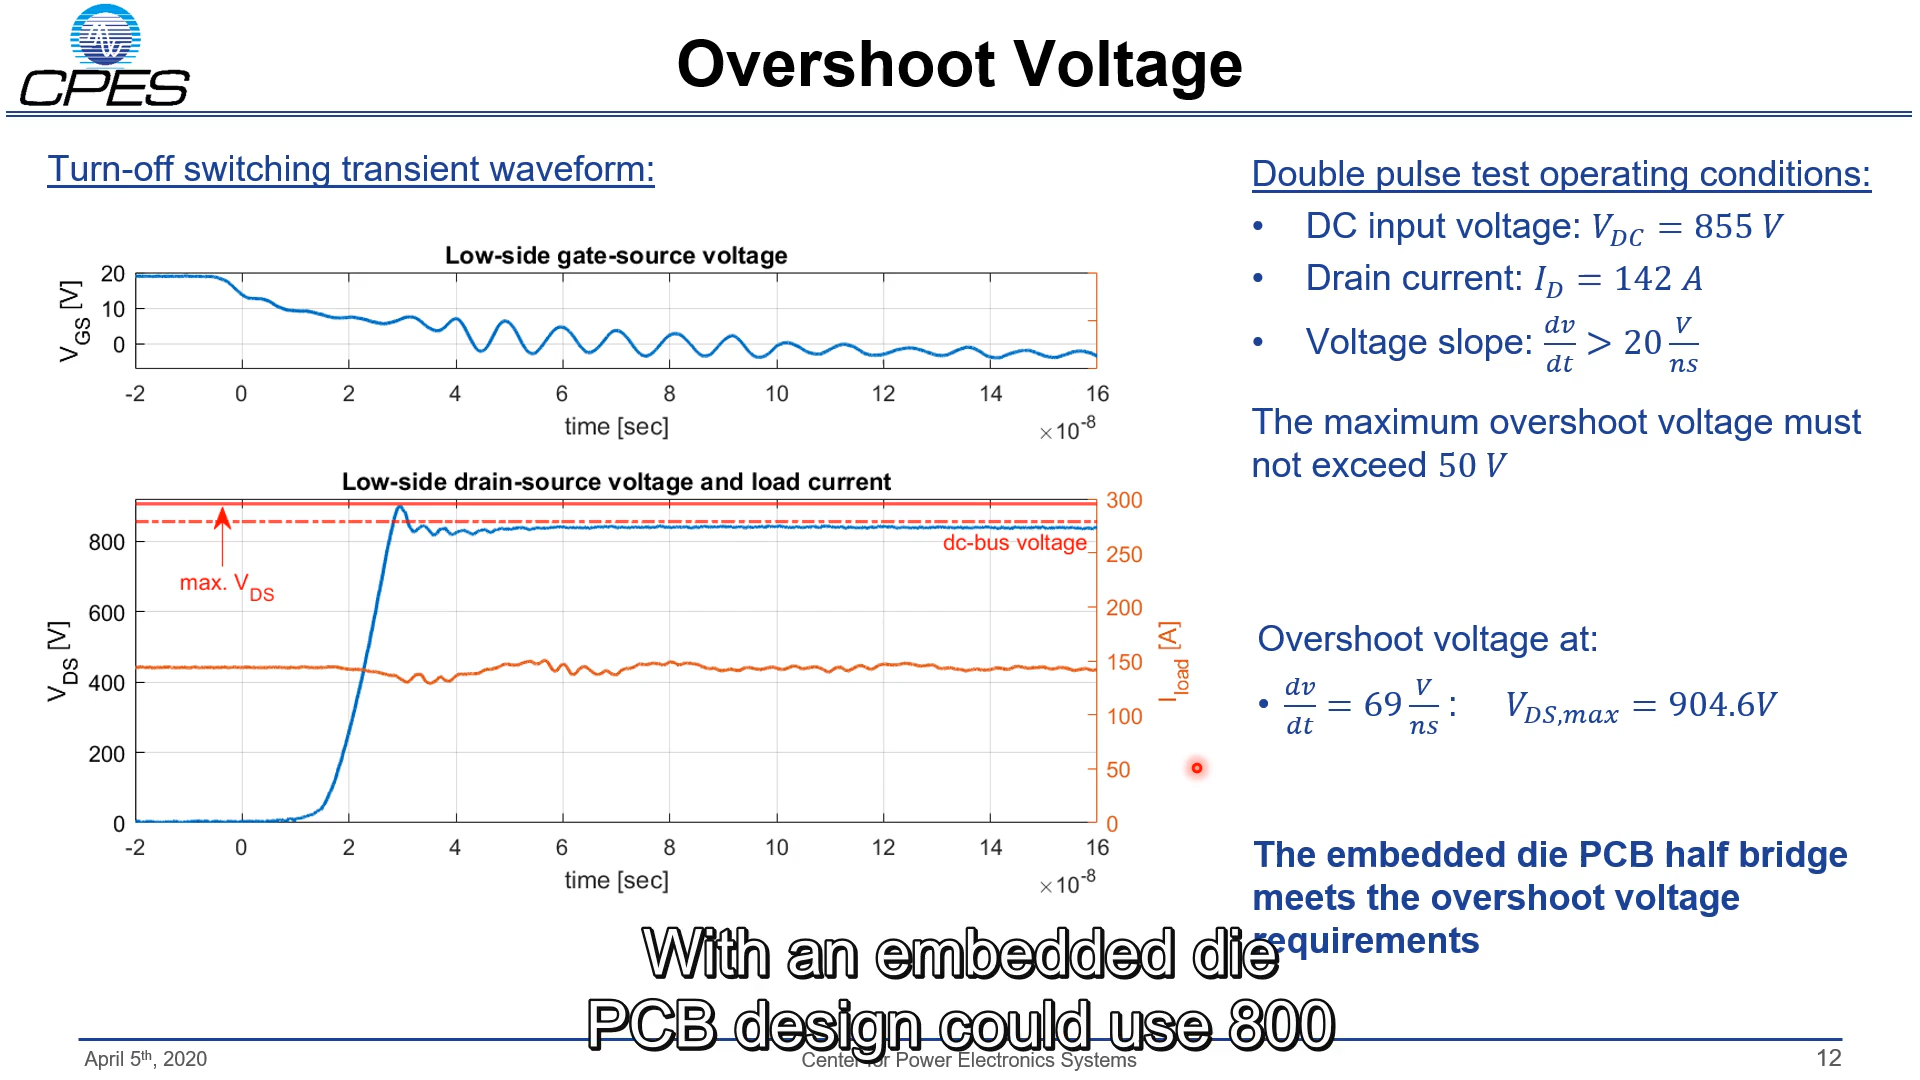 CPES
Overshoot Voltage
Turn-off switching transient waveform:
Low-side gate-source voltage
V_GS [V]
20
10
0
-2 0 2 4 6 8 10 12 14 16
time [sec]
×10^-8
Low-side drain-source voltage and load current
V_DS [V]
800
600
400
200
0
max. V_DS
dc-bus voltage
300
250
200
150
100
50
0
I_load [A]
-2 0 2 4 6 8 10 12 14 16
time [sec]
×10^-8
Double pulse test operating conditions:
• DC input voltage: V_DC = 855 V
• Drain current: I_D = 142 A
• Voltage slope: dv/dt > 20 V/ns
The maximum overshoot voltage must
not exceed 50 V
Overshoot voltage at:
• dv/dt = 69 V/ns : V_DS,max = 904.6V
The embedded die PCB half bridge
meets the overshoot voltage
requirements
With an embedded die
PCB design could use 800
April 5th, 2020
Center for Power Electronics Systems
12